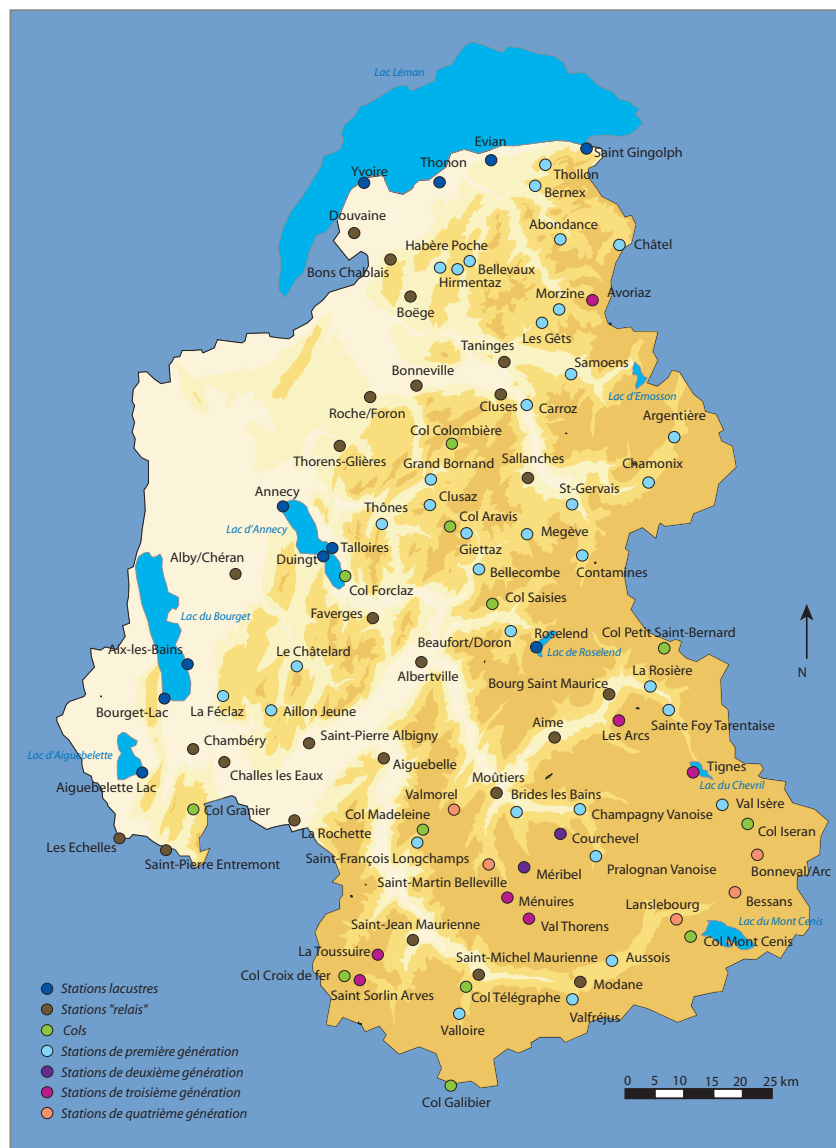 Lac Léman
Evian
Saint Gingolph
Thonon
Thollon
Yvoire
Bernex
Douvaine
Abondance
Châtel
Habère Poche
Bons Chablais
Bellevaux
Hirmentaz
Morzine
Avoriaz
Boëge
Les Gêts
Taninges
Samoens
Bonneville
Lac d'Emosson
Roche/Foron
Cluses
Carroz
Argentière
Col Colombière
Thorens-Glières
Sallanches
Grand Bornand
Chamonix
Annecy
St-Gervais
Clusaz
Thônes
Col Aravis
Lac d'Annecy
Megève
Talloires
Giettaz
Alby/Chéran
Duingt
Bellecombe
Contamines
Col Forclaz
Col Saisies
Lac du Bourget
Faverges
Col Petit Saint-Bernard
Beaufort/Doron
Roselend
Aix-les-Bains
Le Châtelard
Lac de Roselend
N
Albertville
La Rosière
Bourg Saint Maurice
Bourget-Lac
La Féclaz
Aillon Jeune
Sainte Foy Tarentaise
Aime
Les Arcs
Saint-Pierre Albigny
Chambéry
Lac d'Aiguebelette
Aiguebelle
Tignes
Challes les Eaux
Moûtiers
Aiguebelette Lac
Lac du Chevril
Valmorel
Brides les Bains
Val Isère
Col Granier
Col Madeleine
Champagny Vanoise
Col Iseran
La Rochette
Courchevel
Les Echelles
Saint-François Longchamps
Saint-Pierre Entremont
Méribel
Pralognan Vanoise
Bonneval/Arc
Saint-Martin Belleville
Ménuires
Lanslebourg
Bessans
Saint-Jean Maurienne
Val Thorens
Lac du Mont Cenis
Col Mont Cenis
La Toussuire
Saint-Michel Maurienne
Aussois
Col Croix de fer
Modane
Saint Sorlin Arves
Col Télégraphe
Valfréjus
Valloire
Col Galibier
Stations lacustres
Stations "relais"
Cols
Stations de première génération
Stations de deuxième génération
Stations de troisième génération
Stations de quatrième génération
0 5 10 15 20 25 km